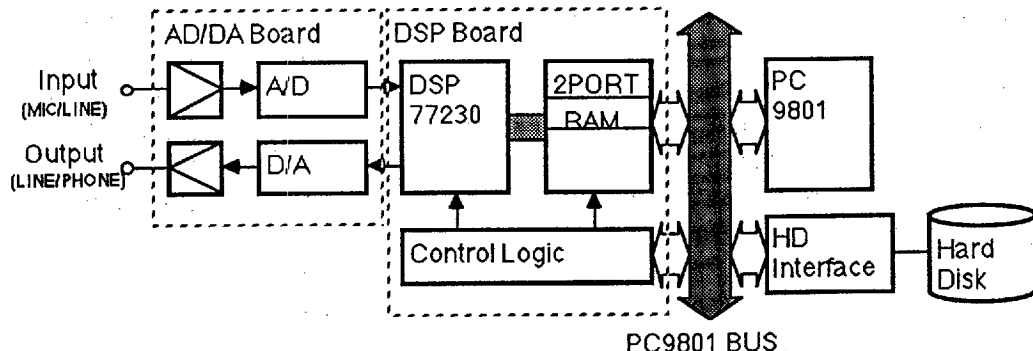 AD/DA Board
DSP Board
Input
(MIC/LINE)
A/D
DSP
77230
2PORT
RAM
PC
9801
Output
(LINE/PHONE)
D/A
Control Logic
HD
Interface
Hard
Disk
PC9801 BUS